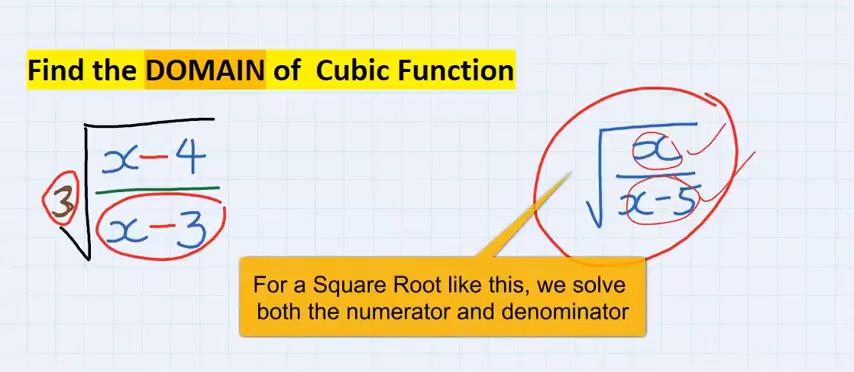 Find the DOMAIN of Cubic Function
3√ x − 4
x − 3
√ x
x − 5
For a Square Root like this, we solve
both the numerator and denominator